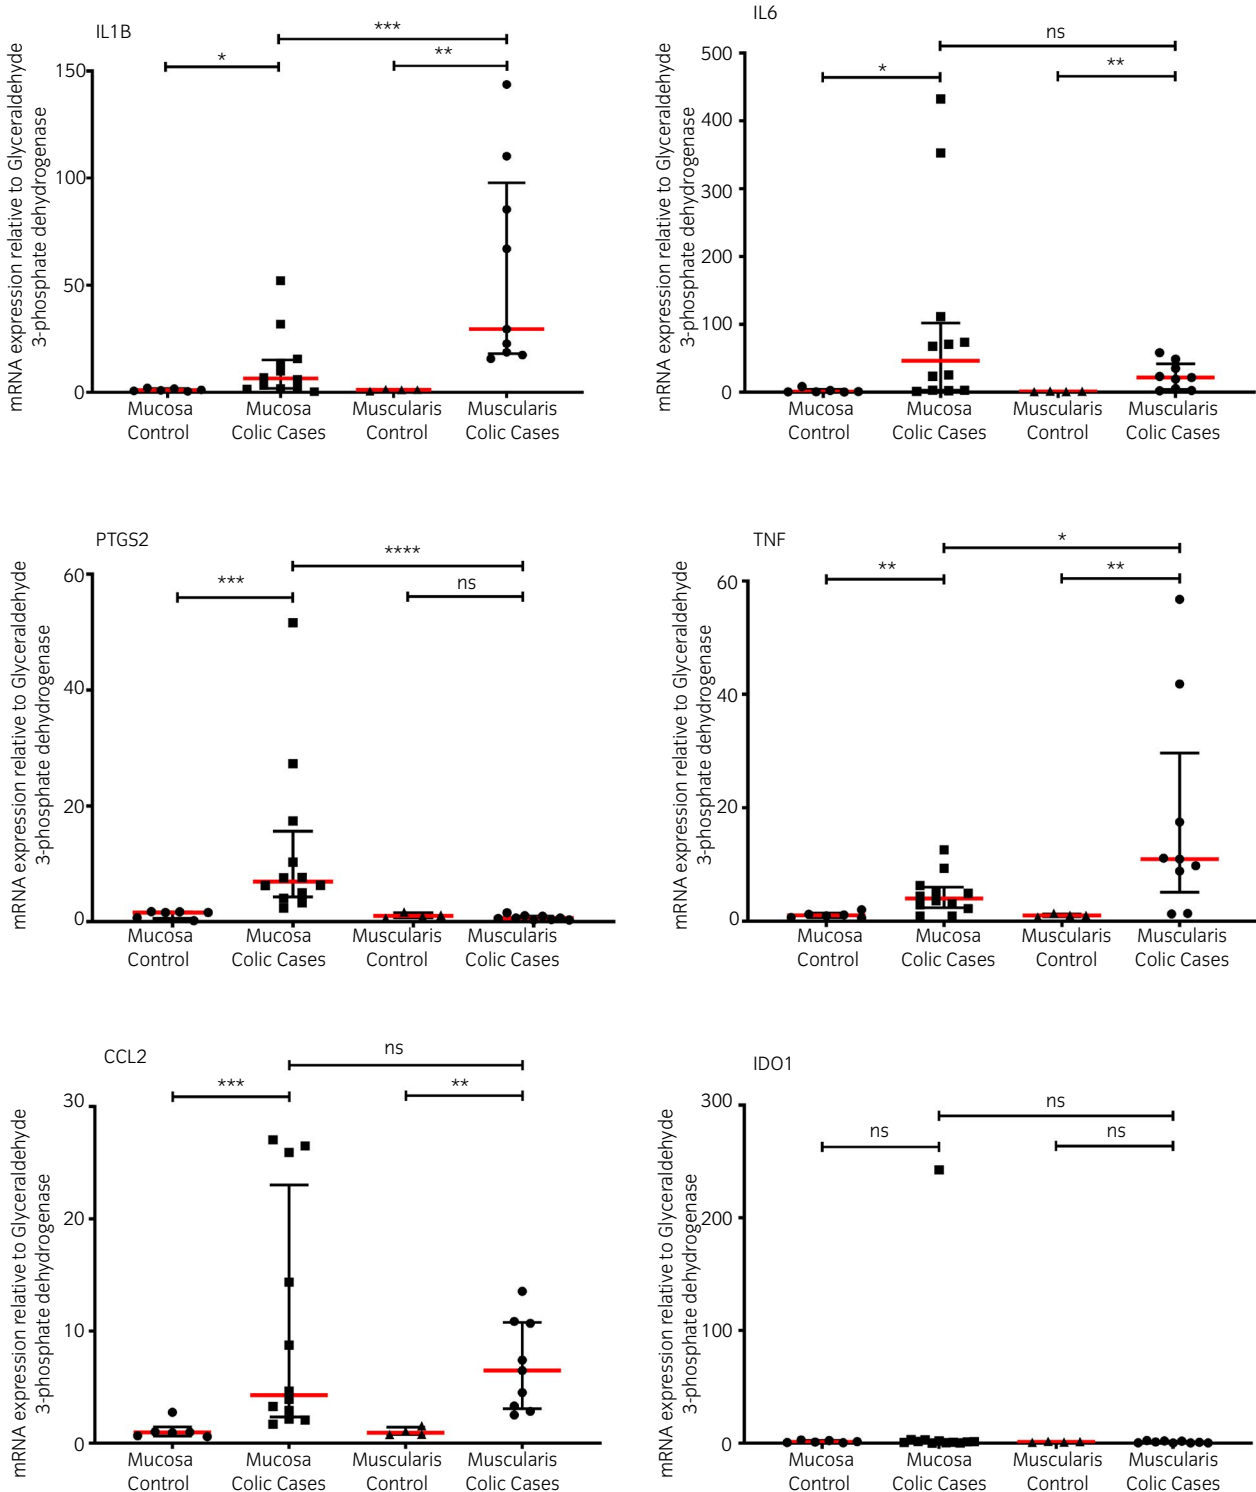 IL1B
mRNA expression relative to Glyceraldehyde
3-phosphate dehydrogenase
150
100
50
0
*
***
**
Mucosa
Control
Mucosa
Colic Cases
Muscularis
Control
Muscularis
Colic Cases
IL6
mRNA expression relative to Glyceraldehyde
3-phosphate dehydrogenase
500
400
300
200
100
0
*
ns
**
Mucosa
Control
Mucosa
Colic Cases
Muscularis
Control
Muscularis
Colic Cases
PTGS2
mRNA expression relative to Glyceraldehyde
3-phosphate dehydrogenase
60
40
20
0
***
****
ns
Mucosa
Control
Mucosa
Colic Cases
Muscularis
Control
Muscularis
Colic Cases
TNF
mRNA expression relative to Glyceraldehyde
3-phosphate dehydrogenase
60
40
20
0
**
*
**
Mucosa
Control
Mucosa
Colic Cases
Muscularis
Control
Muscularis
Colic Cases
CCL2
mRNA expression relative to Glyceraldehyde
3-phosphate dehydrogenase
30
20
10
0
***
ns
**
Mucosa
Control
Mucosa
Colic Cases
Muscularis
Control
Muscularis
Colic Cases
IDO1
mRNA expression relative to Glyceraldehyde
3-phosphate dehydrogenase
300
200
100
0
ns
ns
ns
Mucosa
Control
Mucosa
Colic Cases
Muscularis
Control
Muscularis
Colic Cases